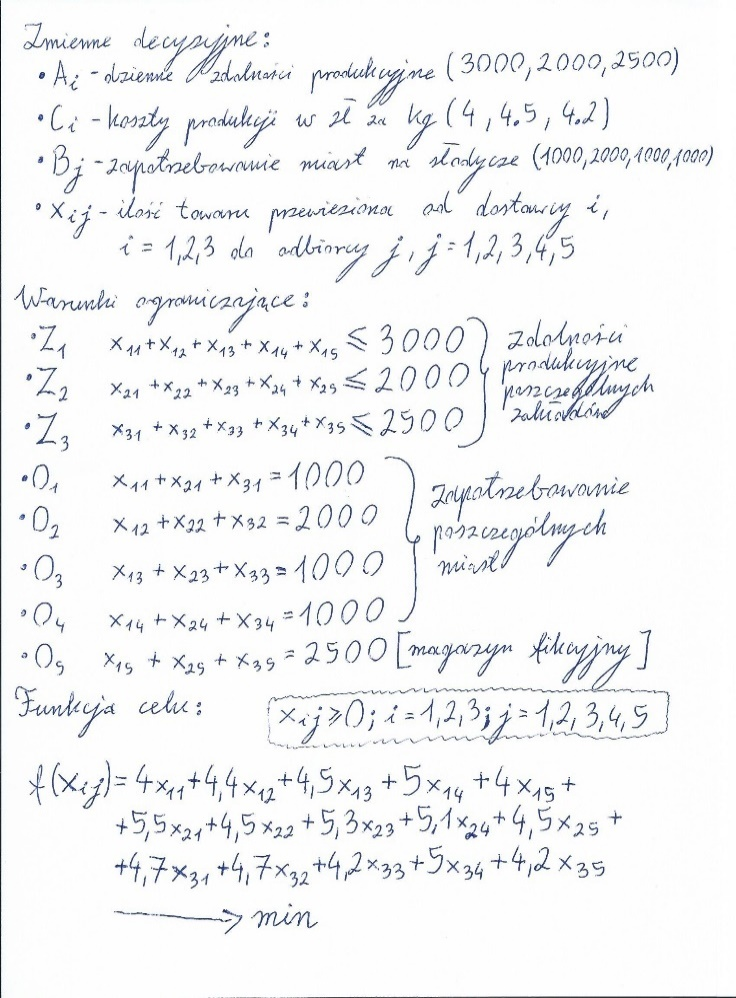 Zmienne decyzyjne:
• Ai - dzienne zdolności produkcyjne (3000, 2000, 2500)
• Ci - koszty produkcji w zł za kg (4, 4.5, 4.2)
• Bj - zapotrzebowanie miast na słodycze (1000,2000,1000,1000)
• xij - ilość towaru przewieziona od dostawcy i,
i = 1,2,3 do odbiorcy j, j = 1,2,3,4,5
Warunki ograniczające:
• Z₁ x₁₁ + x₁₂ + x₁₃ + x₁₄ + x₁₅ ≤ 3000 zdolności
• Z₂ x₂₁ + x₂₂ + x₂₃ + x₂₄ + x₂₅ ≤ 2000 produkcyjne
poszczególnych
• Z₃ x₃₁ + x₃₂ + x₃₃ + x₃₄ + x₃₅ ≤ 2500 zakładów
• O₁ x₁₁ + x₂₁ + x₃₁ = 1000 zapotrzebowanie
• O₂ x₁₂ + x₂₂ + x₃₂ = 2000 poszczególnych
• O₃ x₁₃ + x₂₃ + x₃₃ = 1000 miast
• O₄ x₁₄ + x₂₄ + x₃₄ = 1000
• O₅ x₁₅ + x₂₅ + x₃₅ = 2500 [magazyn fikcyjny]
Funkcja celu: xij ≥ 0; i = 1,2,3; j = 1,2,3,4,5
f(xij) = 4x₁₁ + 4,4x₁₂ + 4,5x₁₃ + 5x₁₄ + 4x₁₅ +
+ 5,5x₂₁ + 4,5x₂₂ + 5,3x₂₃ + 5,1x₂₄ + 4,5x₂₅ +
+ 4,7x₃₁ + 4,7x₃₂ + 4,2x₃₃ + 5x₃₄ + 4,2x₃₅
→ min